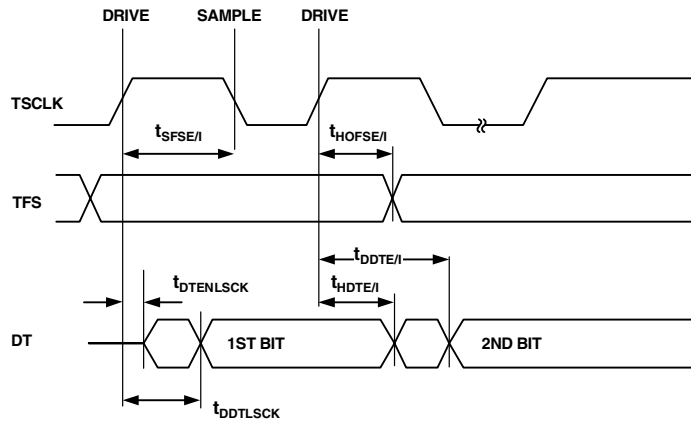 DRIVE SAMPLE DRIVE
TSCLK
tSFSE/I
tHOFSE/I
TFS
tDDTE/I
tDTENLSCK
tHDTE/I
DT
1ST BIT
2ND BIT
tDDTLSCK